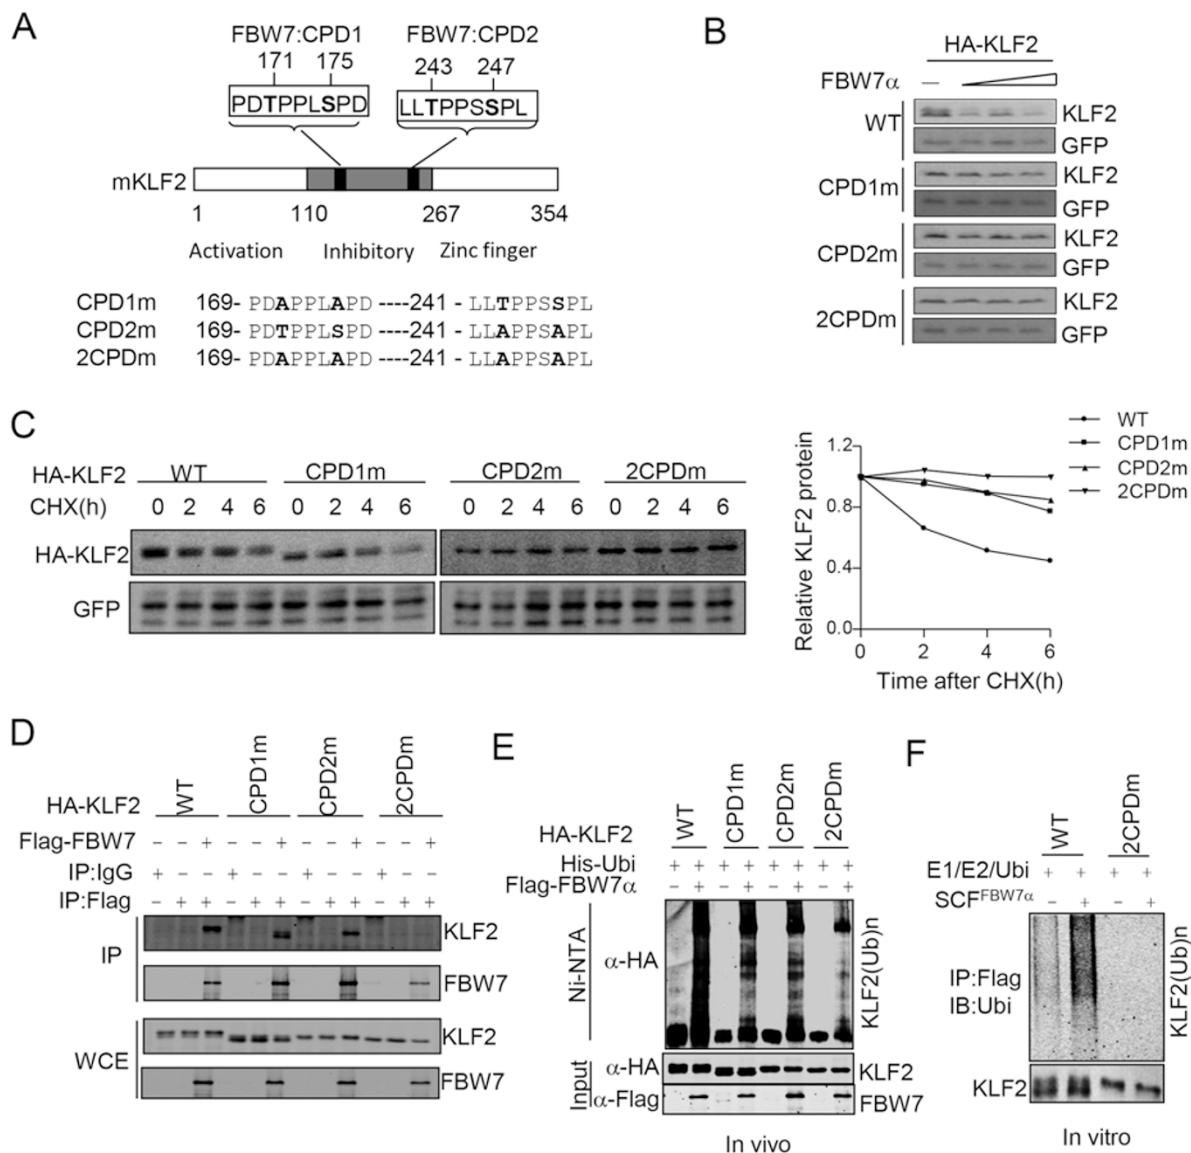 A
FBW7:CPD1 FBW7:CPD2
171 175 243 247
PDTPPLSPD LLTPPSSPL
mKLF2
1 110 267 354
Activation Inhibitory Zinc finger
CPD1m 169- PDAPPLAPD ----241 - LLTPPSSPL
CPD2m 169- PDTPPLSPD ----241 - LLAPPSAPL
2CPDm 169- PDAPPLAPD ----241 - LLAPPSAPL
B
HA-KLF2
FBW7α —
WT KLF2
GFP
CPD1m KLF2
GFP
CPD2m KLF2
GFP
2CPDm KLF2
GFP
C
HA-KLF2 WT CPD1m CPD2m 2CPDm
CHX(h) 0 2 4 6 0 2 4 6 0 2 4 6 0 2 4 6
HA-KLF2
GFP
WT
CPD1m
CPD2m
2CPDm
Relative KLF2 protein
1.2
0.8
0.4
0.0
0 2 4 6
Time after CHX(h)
D
HA-KLF2 WT CPD1m CPD2m 2CPDm
Flag-FBW7 - - + - - + - - + - - +
IP:IgG + - - + - - + - - + - -
IP:Flag - + + - + + - + + - + +
IP KLF2
FBW7
WCE KLF2
FBW7
E
HA-KLF2 WT CPD1m CPD2m 2CPDm
His-Ubi + + + + + + + +
Flag-FBW7α - + - + - + - +
Ni-NTA α-HA KLF2(Ub)n
Input α-HA KLF2
α-Flag FBW7
In vivo
F
WT 2CPDm
E1/E2/Ubi + + + +
SCFFBW7α - + - +
IP:Flag
IB:Ubi
KLF2(Ub)n
KLF2
In vitro